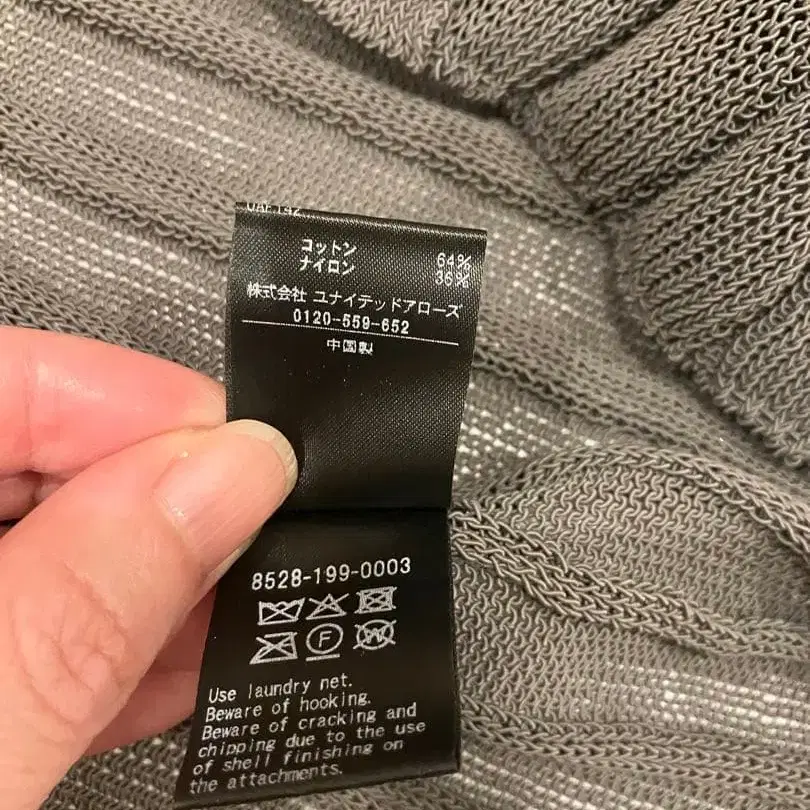 コットン 64%
ナイロン 36%
株式会社 ユナイテッドアローズ
0120-559-652
中国製
8528-199-0003
F
W
Use laundry net.
Beware of hooking.
Beware of cracking and
chipping due to the use
of shell finishing on
the attachments.